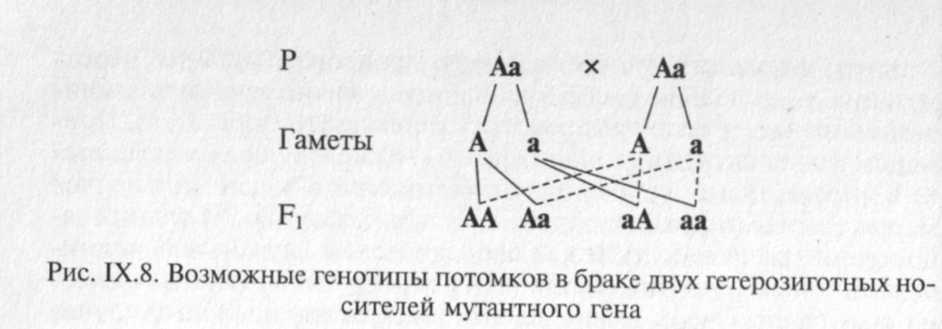 P Aa × Aa
Гаметы A a A a
F₁ AA Aa aA aa
Рис. IX.8. Возможные генотипы потомков в браке двух гетерозиготных но-
сителей мутантного гена